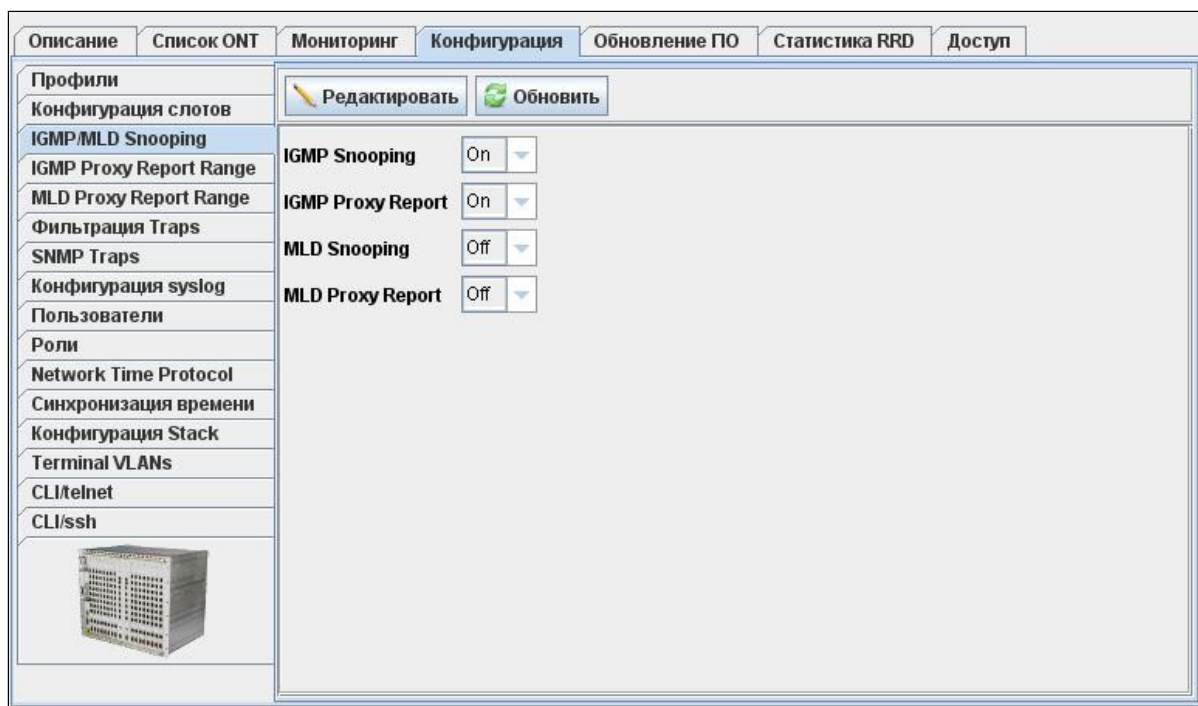 Описание Список ONT Мониторинг Конфигурация Обновление ПО Статистика RRD Доступ
Профили
Конфигурация слотов
IGMP/MLD Snooping
IGMP Proxy Report Range
MLD Proxy Report Range
Фильтрация Traps
SNMP Traps
Конфигурация syslog
Пользователи
Роли
Network Time Protocol
Синхронизация времени
Конфигурация Stack
Terminal VLANs
CLI/telnet
CLI/ssh
Редактировать Обновить
IGMP Snooping On
IGMP Proxy Report On
MLD Snooping Off
MLD Proxy Report Off